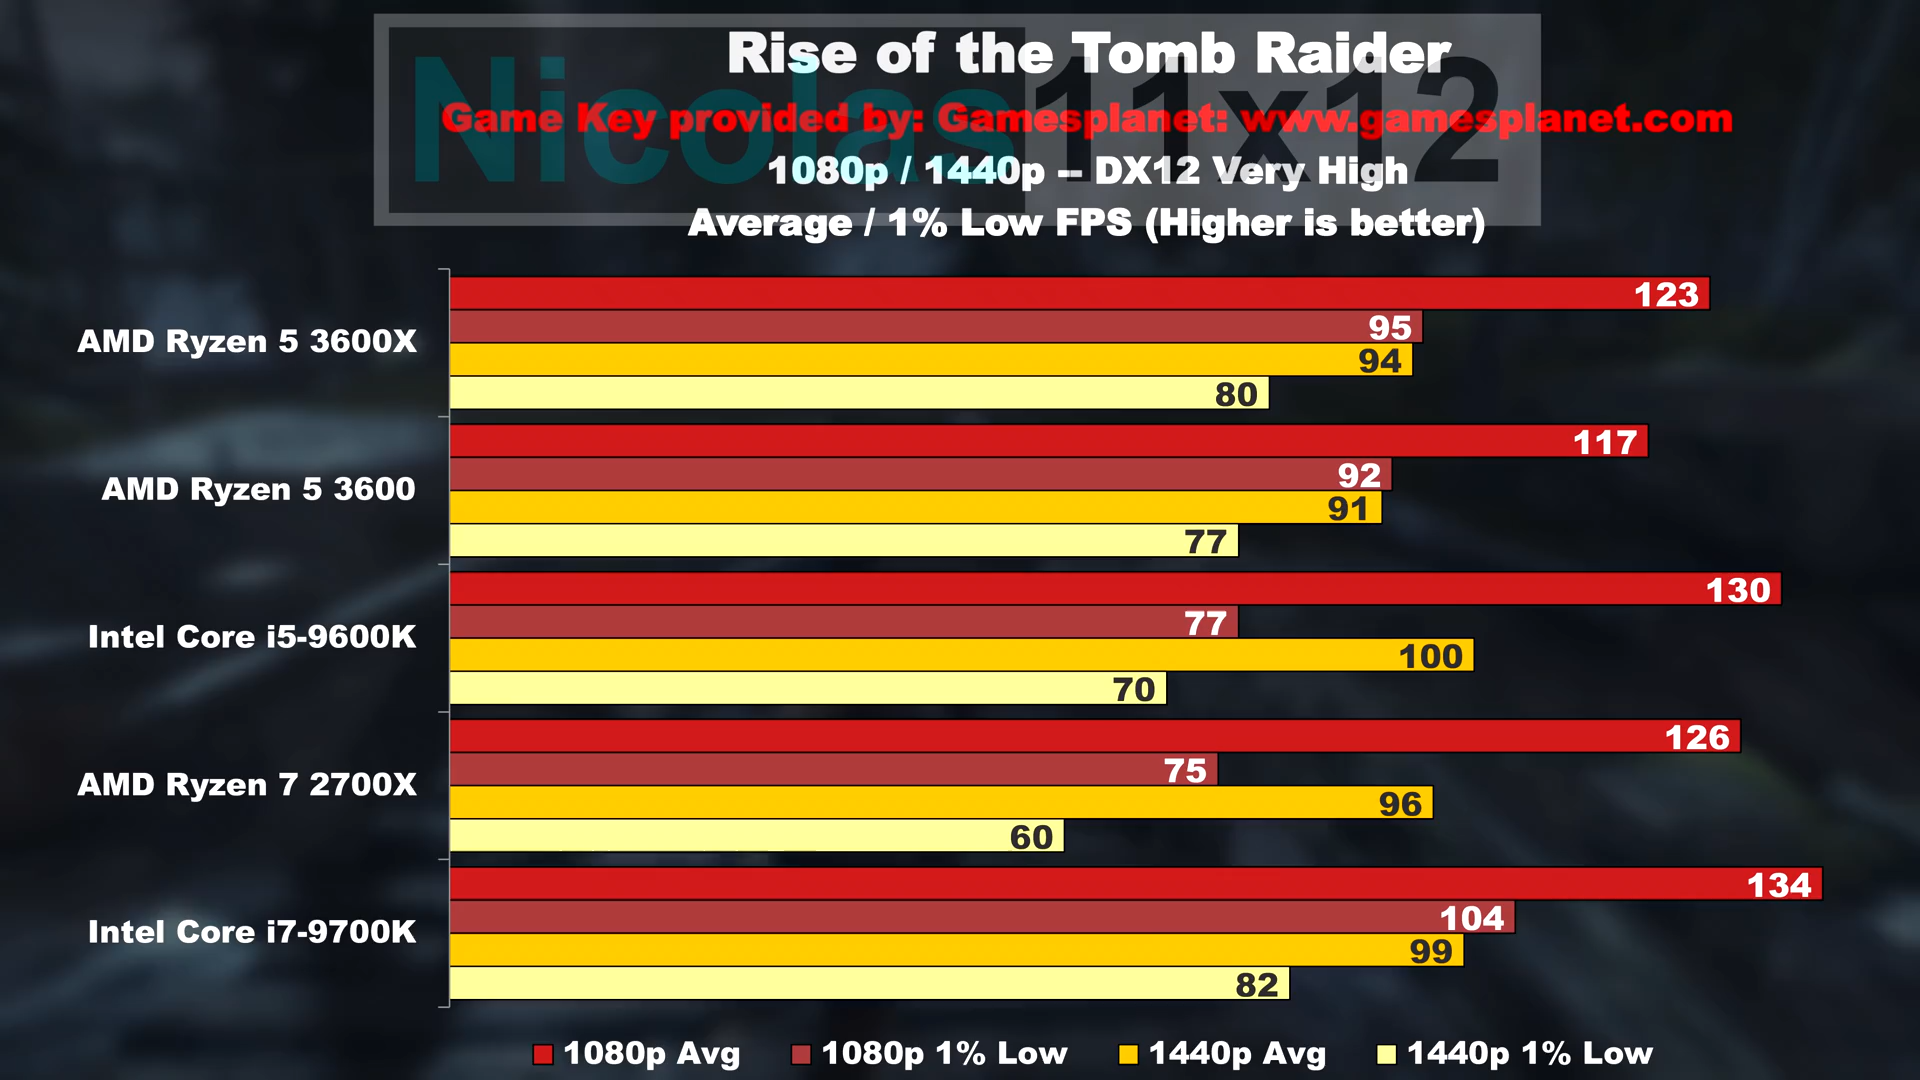 Nicolas11x12
Rise of the Tomb Raider
Game Key provided by: Gamesplanet: www.gamesplanet.com
1080p / 1440p – DX12 Very High
Average / 1% Low FPS (Higher is better)
AMD Ryzen 5 3600X
123
95
94
80
AMD Ryzen 5 3600
117
92
91
77
Intel Core i5-9600K
130
77
100
70
AMD Ryzen 7 2700X
126
75
96
60
Intel Core i7-9700K
134
104
99
82
1080p Avg 1080p 1% Low 1440p Avg 1440p 1% Low